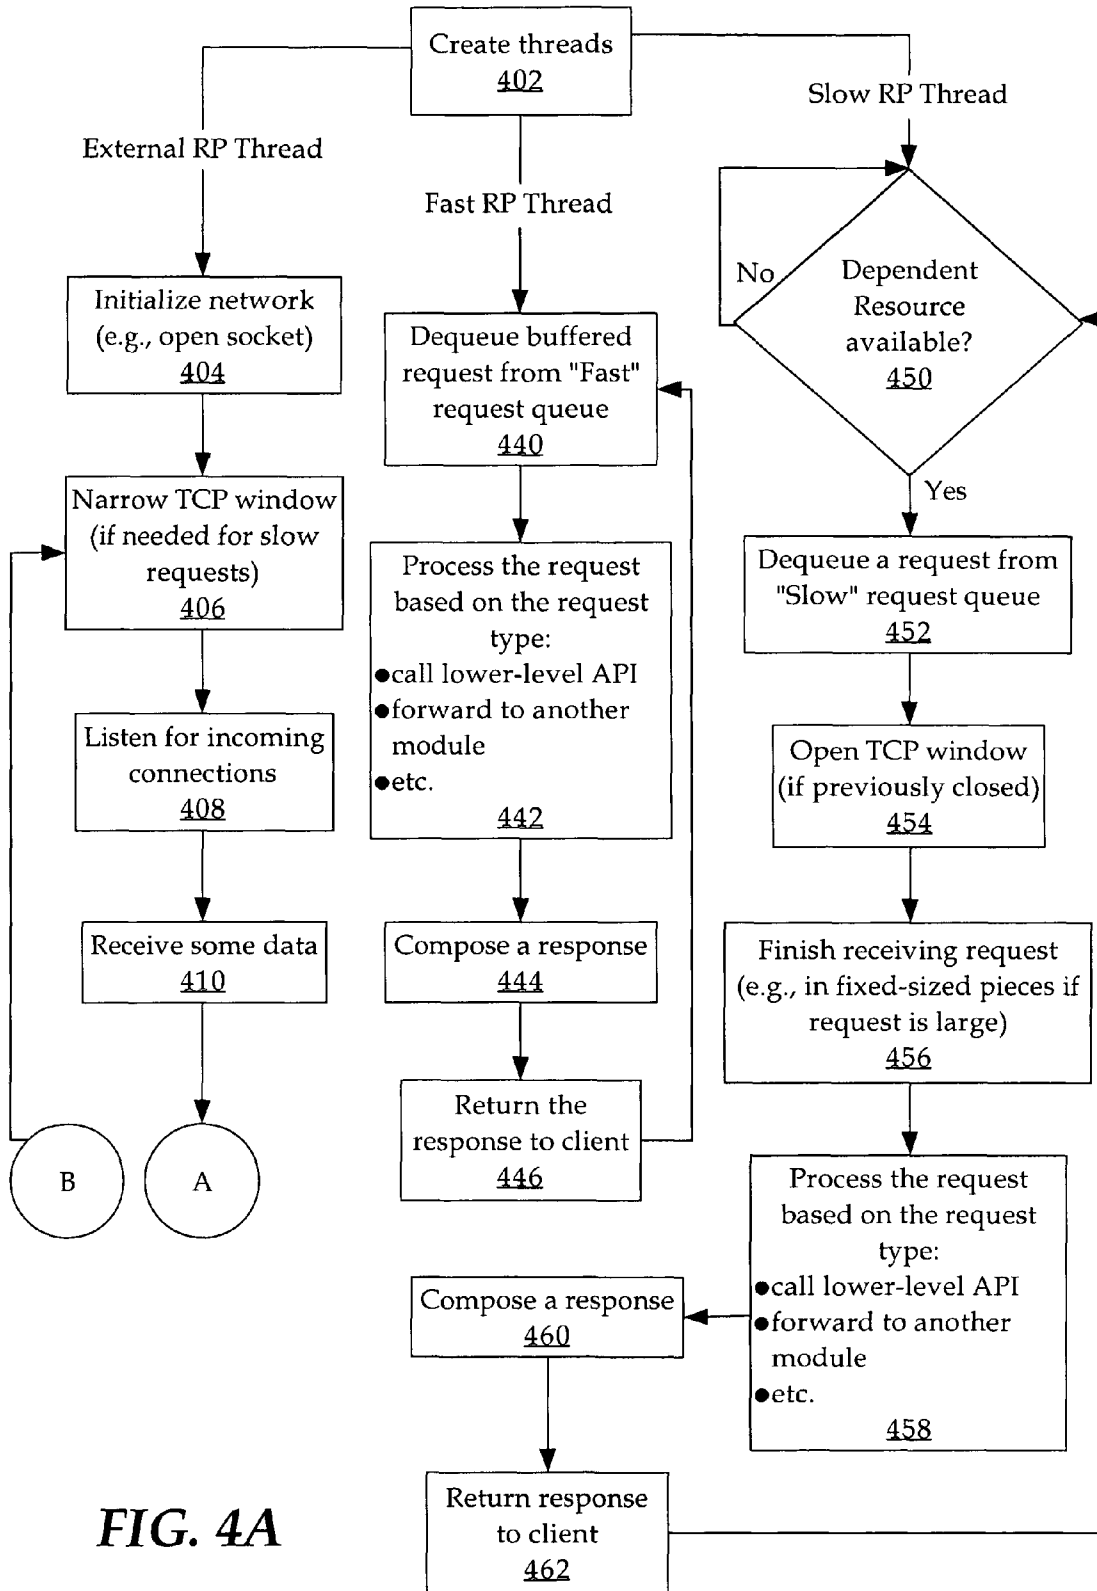 Create threads
402
External RP Thread
Initialize network
(e.g., open socket)
404
Narrow TCP window
(if needed for slow
requests)
406
Listen for incoming
connections
408
Receive some data
410
B
A
Fast RP Thread
Dequeue buffered
request from "Fast"
request queue
440
Process the request
based on the request
type:
●call lower-level API
●forward to another
module
●etc.
442
Compose a response
444
Return the
response to client
446
Slow RP Thread
Dependent
Resource
available?
450
No
Yes
Dequeue a request from
"Slow" request queue
452
Open TCP window
(if previously closed)
454
Finish receiving request
(e.g., in fixed-sized pieces if
request is large)
456
Process the request
based on the request
type:
●call lower-level API
●forward to another
module
●etc.
458
Compose a response
460
Return response
to client
462
FIG. 4A